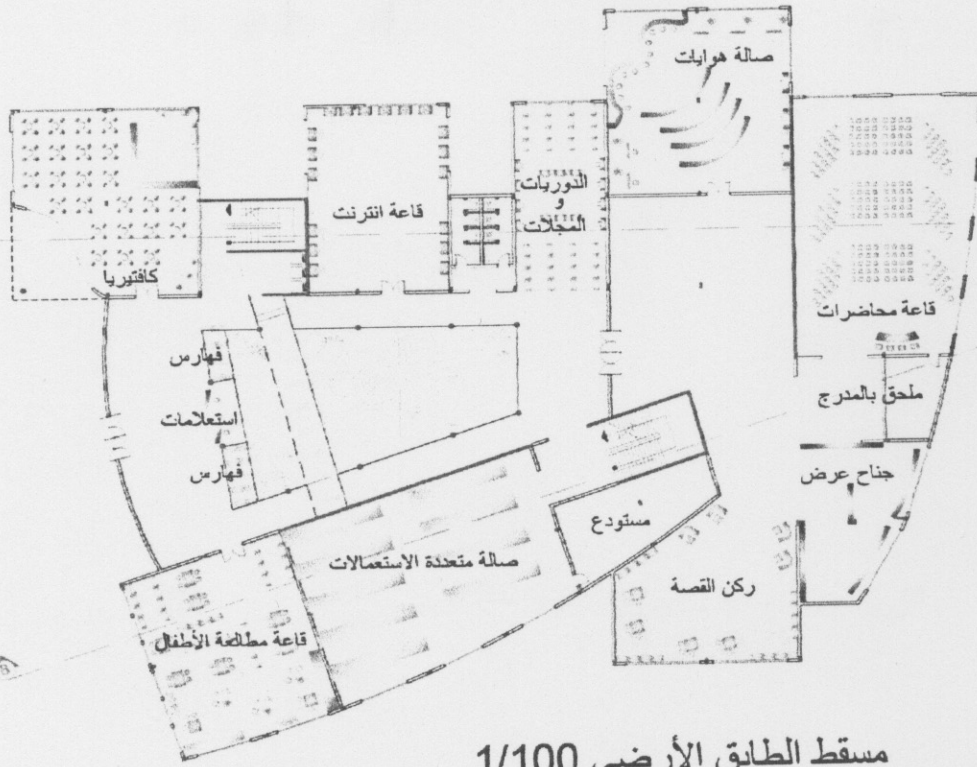 صالة هوايات
الدوريات
و
المجلات
قاعة انترنت
كافتيريا
قاعة محاضرات
فهارس
استعلامات
فهارس
ملحق بالمدرج
جناح عرض
مستودع
صالة متعددة الاستعمالات
ركن القصة
قاعة مطالعة الأطفال
مسقط الطابق الأرضي 1/100